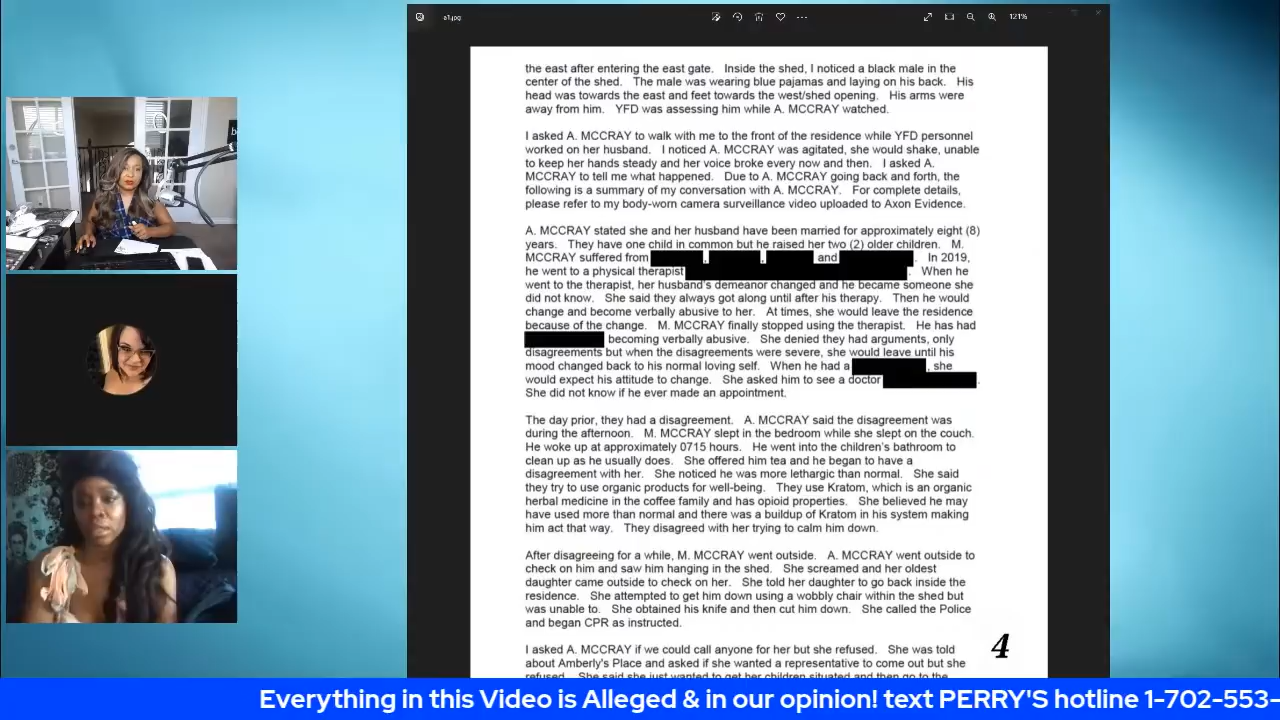 a1.jpg
121%
the east after entering the east gate. Inside the shed, I noticed a black male in the
center of the shed. The male was wearing blue pajamas and laying on his back. His
head was towards the east and feet towards the west/shed opening. His arms were
away from him. YFD was assessing him while A. MCCRAY watched.
I asked A. MCCRAY to walk with me to the front of the residence while YFD personnel
worked on her husband. I noticed A. MCCRAY was agitated, she would shake, unable
to keep her hands steady and her voice broke every now and then. I asked A.
MCCRAY to tell me what happened. Due to A. MCCRAY going back and forth, the
following is a summary of my conversation with A. MCCRAY. For complete details,
please refer to my body-worn camera surveillance video uploaded to Axon Evidence.
A. MCCRAY stated she and her husband have been married for approximately eight (8)
years. They have one child in common but he raised her two (2) older children. M.
MCCRAY suffered from , , and . In 2019,
he went to a physical therapist . When he
went to the therapist, her husband's demeanor changed and he became someone she
did not know. She said they always got along until after his therapy. Then he would
change and become verbally abusive to her. At times, she would leave the residence
because of the change. M. MCCRAY finally stopped using the therapist. He has had
becoming verbally abusive. She denied they had arguments, only
disagreements but when the disagreements were severe, she would leave until his
mood changed back to his normal loving self. When he had a , she
would expect his attitude to change. She asked him to see a doctor .
She did not know if he ever made an appointment.
The day prior, they had a disagreement. A. MCCRAY said the disagreement was
during the afternoon. M. MCCRAY slept in the bedroom while she slept on the couch.
He woke up at approximately 0715 hours. He went into the children's bathroom to
clean up as he usually does. She offered him tea and he began to have a
disagreement with her. She noticed he was more lethargic than normal. She said
they try to use organic products for well-being. They use Kratom, which is an organic
herbal medicine in the coffee family and has opioid properties. She believed he may
have used more than normal and there was a buildup of Kratom in his system making
him act that way. They disagreed with her trying to calm him down.
After disagreeing for a while, M. MCCRAY went outside. A. MCCRAY went outside to
check on him and saw him hanging in the shed. She screamed and her oldest
daughter came outside to check on her. She told her daughter to go back inside the
residence. She attempted to get him down using a wobbly chair within the shed but
was unable to. She obtained his knife and then cut him down. She called the Police
and began CPR as instructed.
I asked A. MCCRAY if we could call anyone for her but she refused. She was told
about Amberly's Place and asked if she wanted a representative to come out but she
refused. She said she just wanted to get her children situated and then go to the
4
Everything in this Video is Alleged & in our opinion! text PERRY'S hotline 1-702-553-